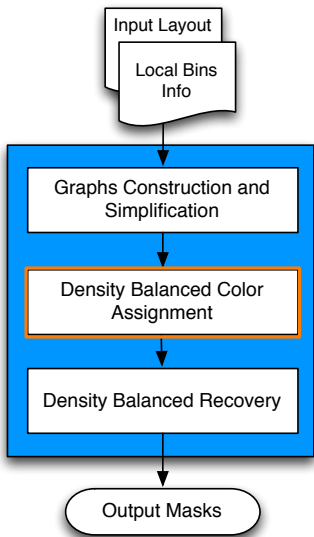 Input Layout
Local Bins
Info
Graphs Construction and
Simplification
Density Balanced Color
Assignment
Density Balanced Recovery
Output Masks